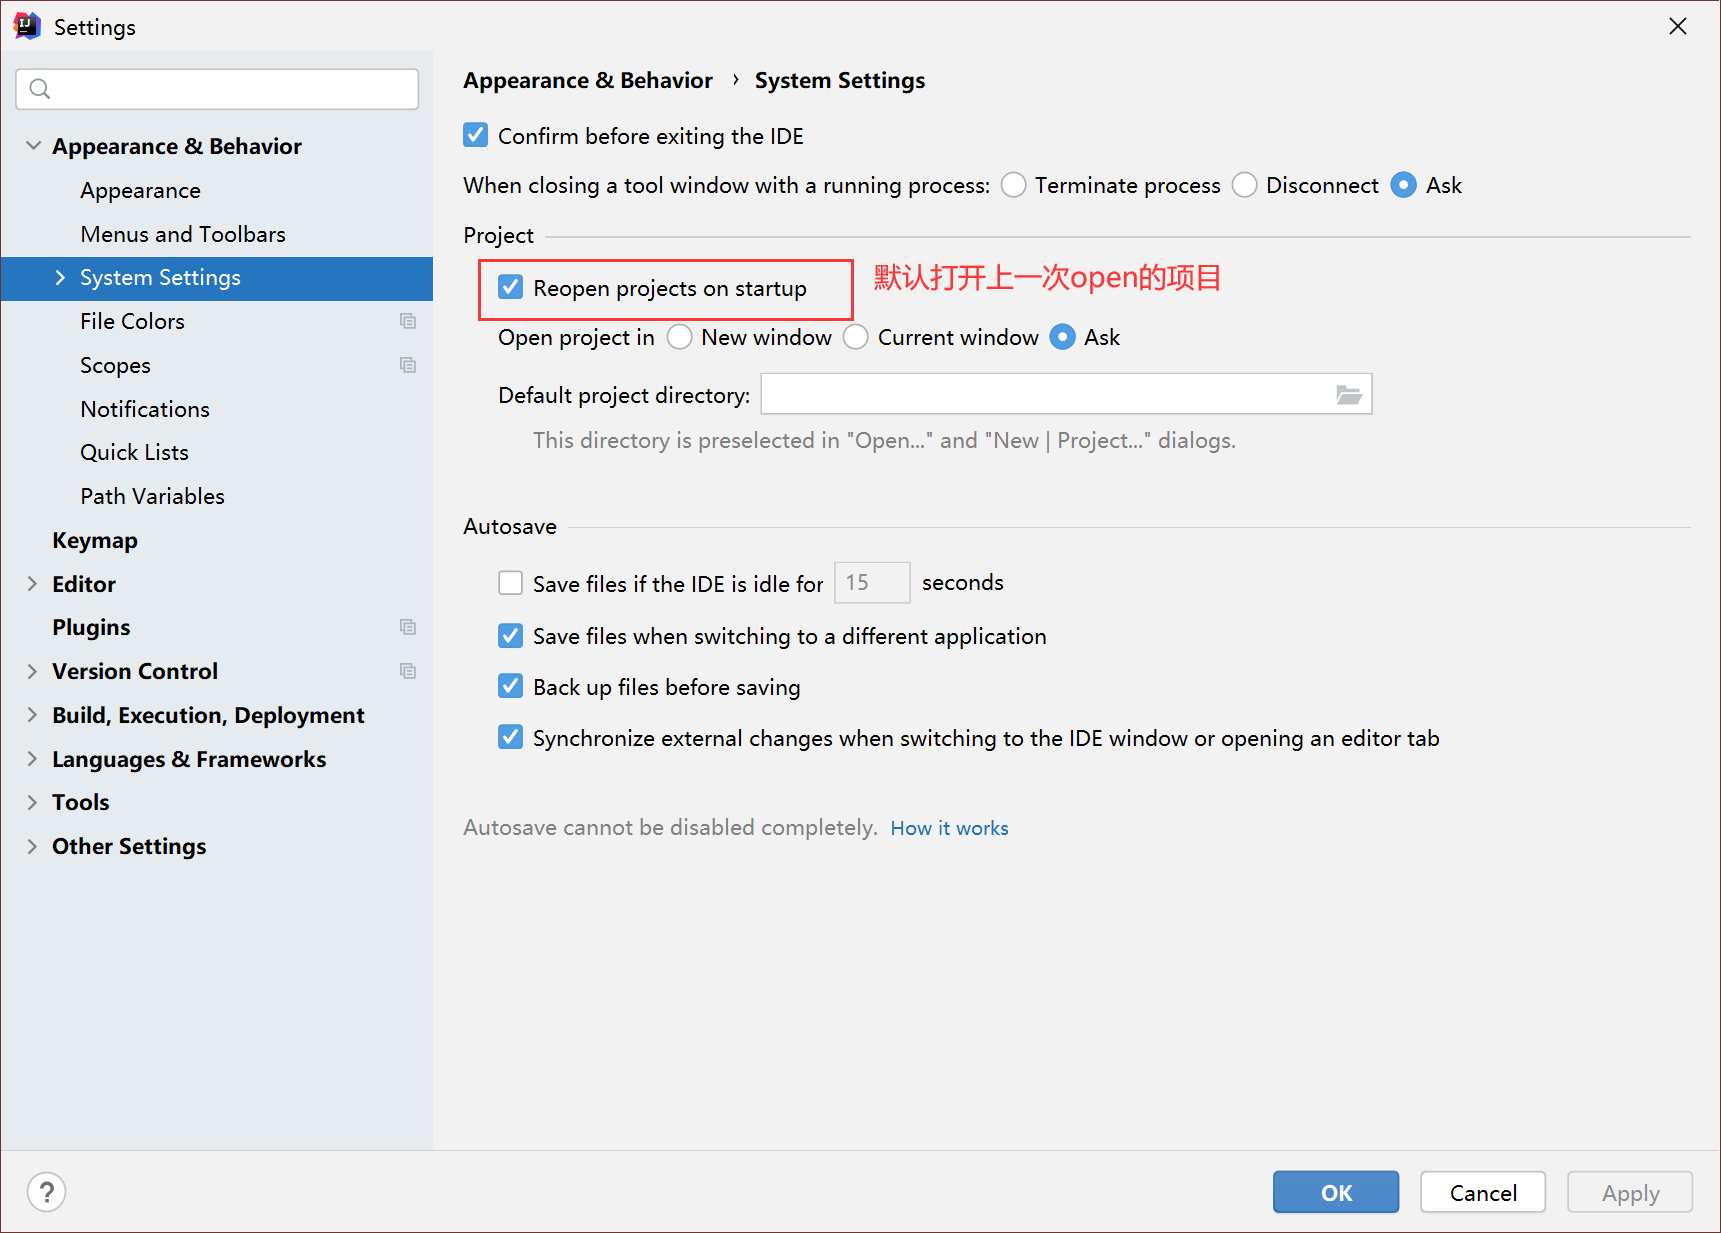 Settings
Appearance & Behavior
Appearance
Menus and Toolbars
System Settings
File Colors
Scopes
Notifications
Quick Lists
Path Variables
Keymap
Editor
Plugins
Version Control
Build, Execution, Deployment
Languages & Frameworks
Tools
Other Settings
Appearance & Behavior › System Settings
Confirm before exiting the IDE
When closing a tool window with a running process: Terminate process Disconnect Ask
Project
Reopen projects on startup 默认打开上一次open的项目
Open project in New window Current window Ask
Default project directory:
This directory is preselected in "Open..." and "New | Project..." dialogs.
Autosave
Save files if the IDE is idle for 15 seconds
Save files when switching to a different application
Back up files before saving
Synchronize external changes when switching to the IDE window or opening an editor tab
Autosave cannot be disabled completely. How it works
? OK Cancel Apply